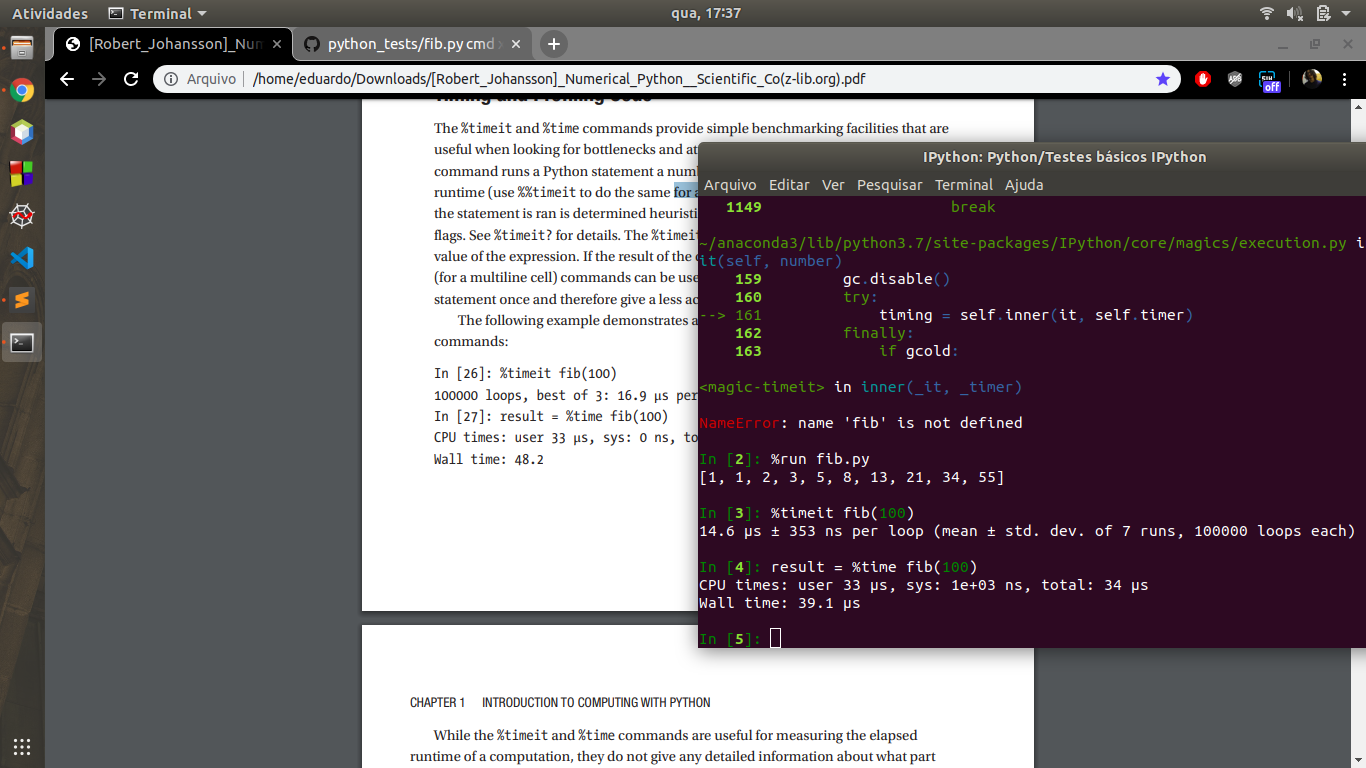 Atividades Terminal qua, 17:37
[Robert_Johansson]_Num python_tests/fib.py cmd
Arquivo /home/eduardo/Downloads/[Robert_Johansson]_Numerical_Python__Scientific_Co(z-lib.org).pdf ABP off
Timing and Profiling Code
The %timeit and %time commands provide simple benchmarking facilities that are
useful when looking for bottlenecks and at
command runs a Python statement a num
runtime (use %%timeit to do the same for a
the statement is ran is determined heuristi
flags. See %timeit? for details. The %timeit
value of the expression. If the result of the
(for a multiline cell) commands can be use
statement once and therefore give a less ac
The following example demonstrates a
commands:
In [26]: %timeit fib(100)
100000 loops, best of 3: 16.9 μs per
In [27]: result = %time fib(100)
CPU times: user 33 μs, sys: 0 ns, to
Wall time: 48.2
CHAPTER 1 INTRODUCTION TO COMPUTING WITH PYTHON
While the %timeit and %time commands are useful for measuring the elapsed
runtime of a computation, they do not give any detailed information about what part
IPython: Python/Testes básicos IPython
Arquivo Editar Ver Pesquisar Terminal Ajuda
1149 break
~/anaconda3/lib/python3.7/site-packages/IPython/core/magics/execution.py i
it(self, number)
159 gc.disable()
160 try:
--> 161 timing = self.inner(it, self.timer)
162 finally:
163 if gcold:
<magic-timeit> in inner(_it, _timer)
NameError: name 'fib' is not defined
In [2]: %run fib.py
[1, 1, 2, 3, 5, 8, 13, 21, 34, 55]
In [3]: %timeit fib(100)
14.6 µs ± 353 ns per loop (mean ± std. dev. of 7 runs, 100000 loops each)
In [4]: result = %time fib(100)
CPU times: user 33 µs, sys: 1e+03 ns, total: 34 µs
Wall time: 39.1 µs
In [5]: